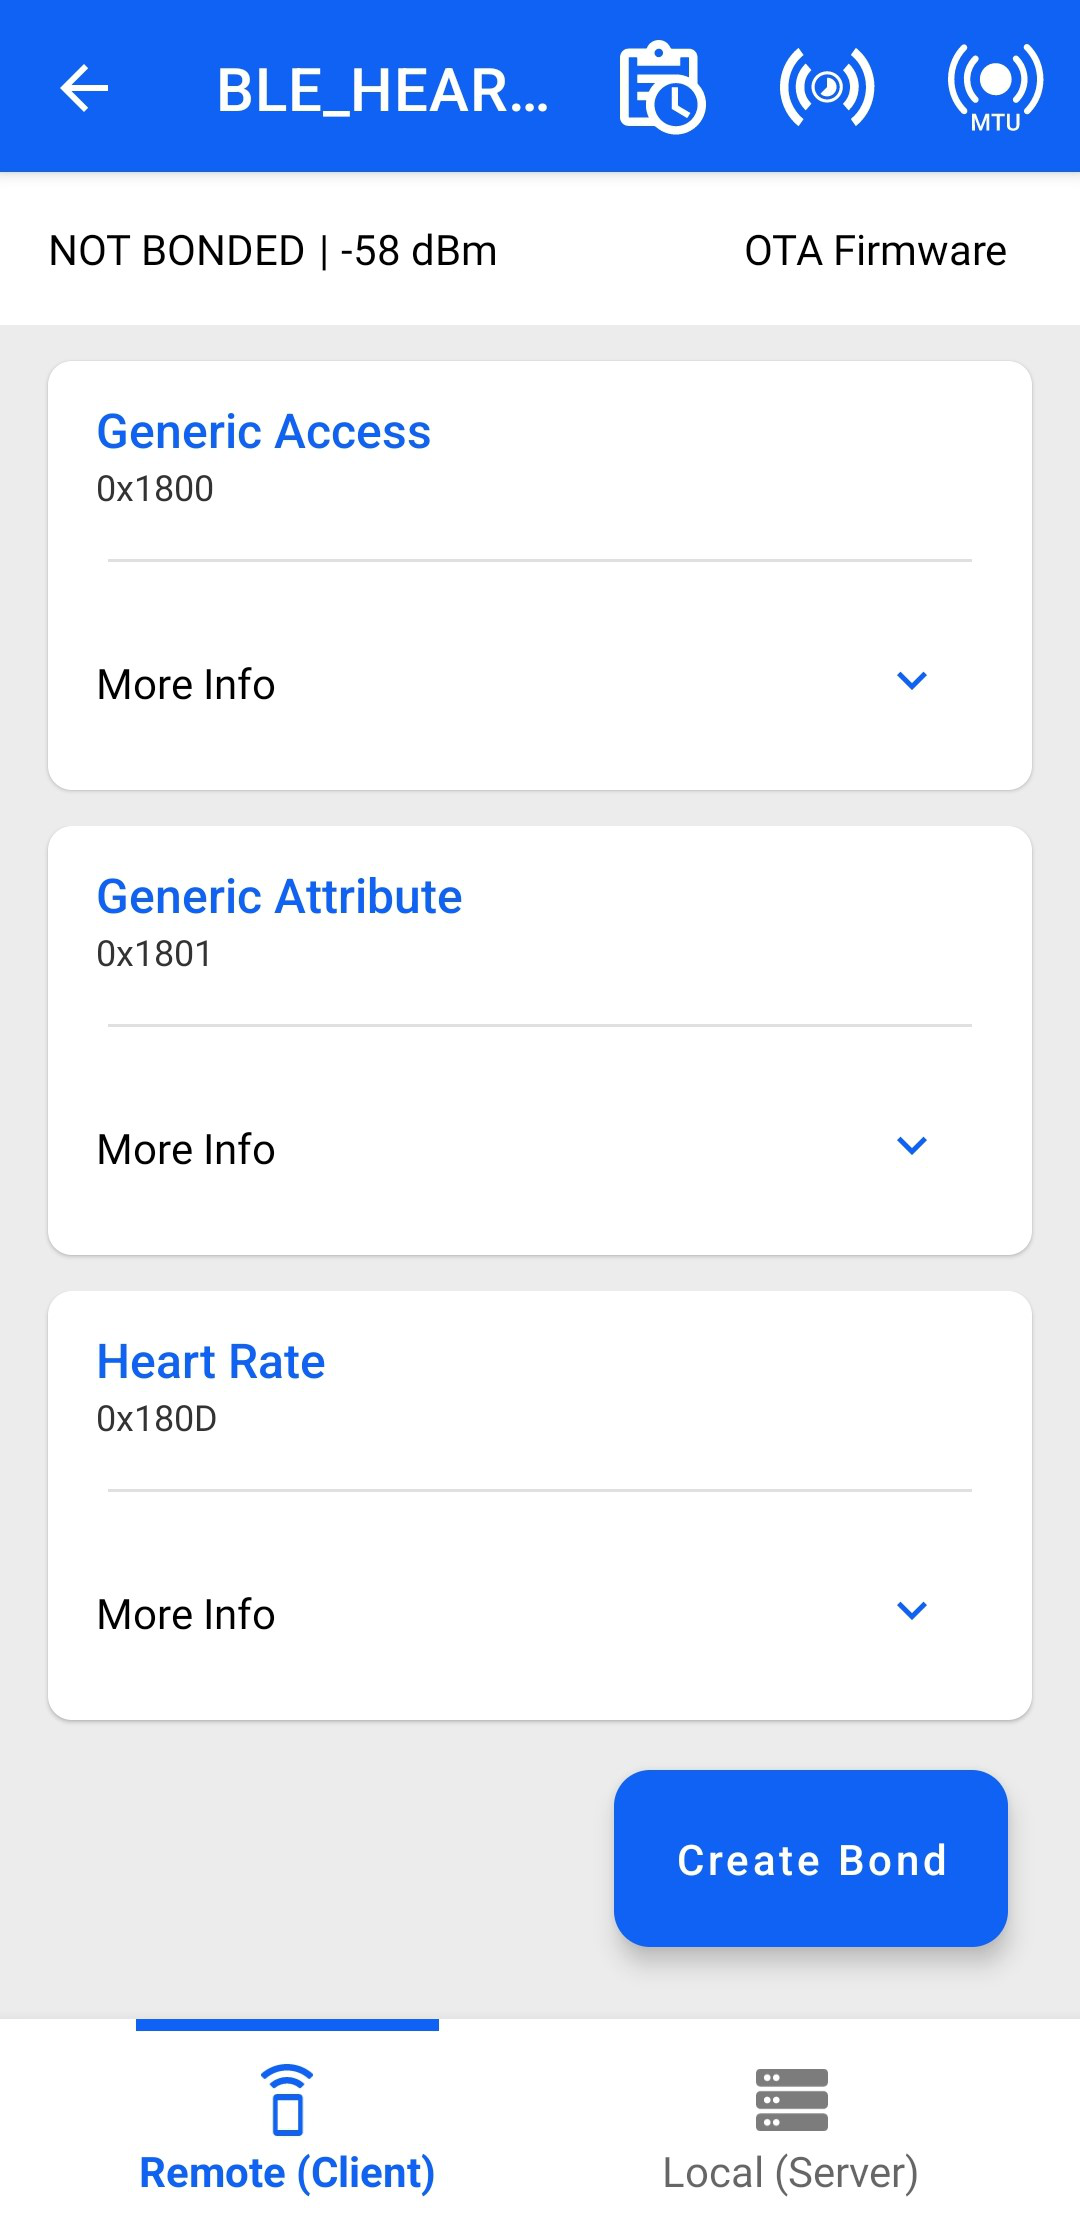 BLE_HEAR...
MTU
NOT BONDED | -58 dBm
OTA Firmware
Generic Access
0x1800
More Info
Generic Attribute
0x1801
More Info
Heart Rate
0x180D
More Info
Create Bond
Remote (Client)
Local (Server)